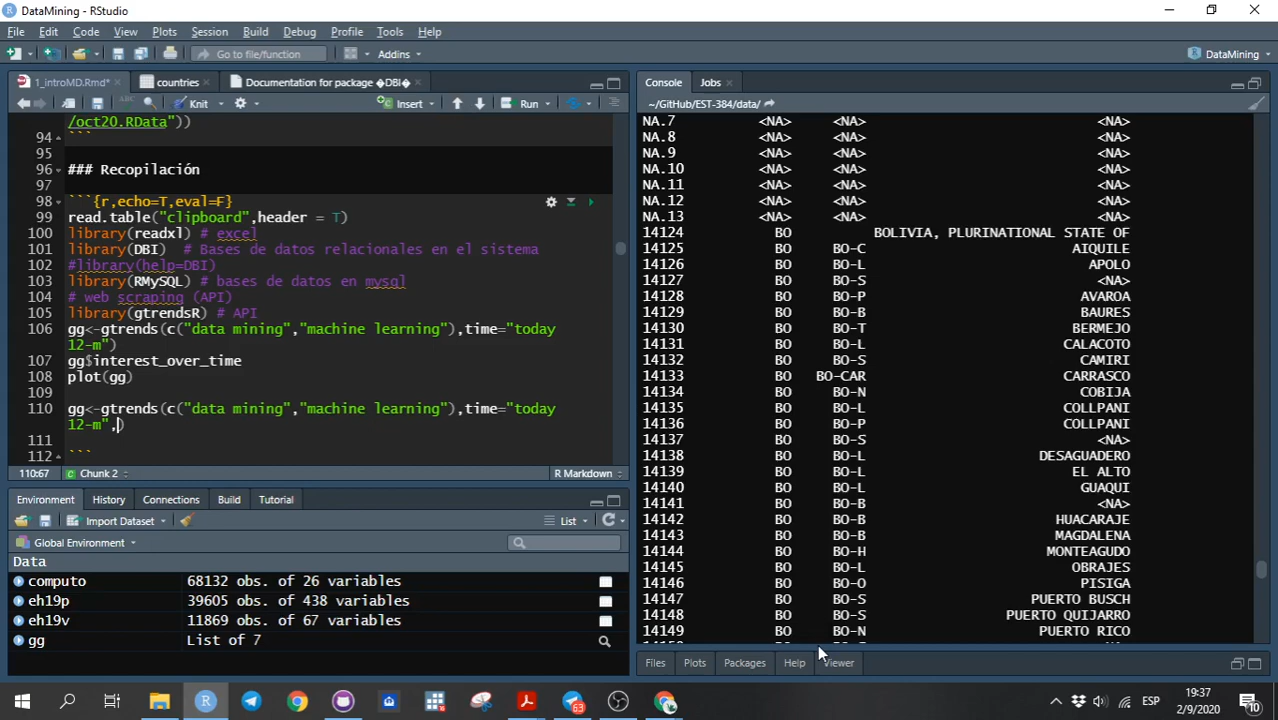 DataMining - RStudio
File Edit Code View Plots Session Build Debug Profile Tools Help
Go to file/function Addins DataMining
1_introMD.Rmd* countries Documentation for package �DBI�
Knit Insert Run
/oct20.RData"))
94 ```
95
96 ### Recopilación
97
98 ```{r,echo=T,eval=F}
99 read.table("clipboard",header = T)
100 library(readxl) # excel
101 library(DBI)  # Bases de datos relacionales en el sistema
102 #library(help=DBI)
103 library(RMySQL) # bases de datos en mysql
104 # web scraping (API)
105 library(gtrendsR) # API
106 gg<-gtrends(c("data mining","machine learning"),time="today
12-m")
107 gg$interest_over_time
108 plot(gg)
109
110 gg<-gtrends(c("data mining","machine learning"),time="today
12-m",)
111
112 ```
110:67 Chunk 2 R Markdown
Environment History Connections Build Tutorial
Import Dataset List
Global Environment
Data
computo 68132 obs. of 26 variables
eh19p 39605 obs. of 438 variables
eh19v 11869 obs. of 67 variables
gg List of 7
Console Jobs
~/GitHub/EST-384/data/
NA.7 <NA> <NA> <NA>
NA.8 <NA> <NA> <NA>
NA.9 <NA> <NA> <NA>
NA.10 <NA> <NA> <NA>
NA.11 <NA> <NA> <NA>
NA.12 <NA> <NA> <NA>
NA.13 <NA> <NA> <NA>
14124 BO BOLIVIA, PLURINATIONAL STATE OF
14125 BO BO-C AIQUILE
14126 BO BO-L APOLO
14127 BO BO-S <NA>
14128 BO BO-P AVAROA
14129 BO BO-B BAURES
14130 BO BO-T BERMEJO
14131 BO BO-L CALACOTO
14132 BO BO-S CAMIRI
14133 BO BO-CAR CARRASCO
14134 BO BO-N COBIJA
14135 BO BO-L COLLPANI
14136 BO BO-P COLLPANI
14137 BO BO-S <NA>
14138 BO BO-L DESAGUADERO
14139 BO BO-L EL ALTO
14140 BO BO-L GUAQUI
14141 BO BO-B <NA>
14142 BO BO-B HUACARAJE
14143 BO BO-B MAGDALENA
14144 BO BO-H MONTEAGUDO
14145 BO BO-L OBRAJES
14146 BO BO-O PISIGA
14147 BO BO-S PUERTO BUSCH
14148 BO BO-S PUERTO QUIJARRO
14149 BO BO-N PUERTO RICO
Files Plots Packages Help Viewer
63
ESP
19:37
2/9/2020
10